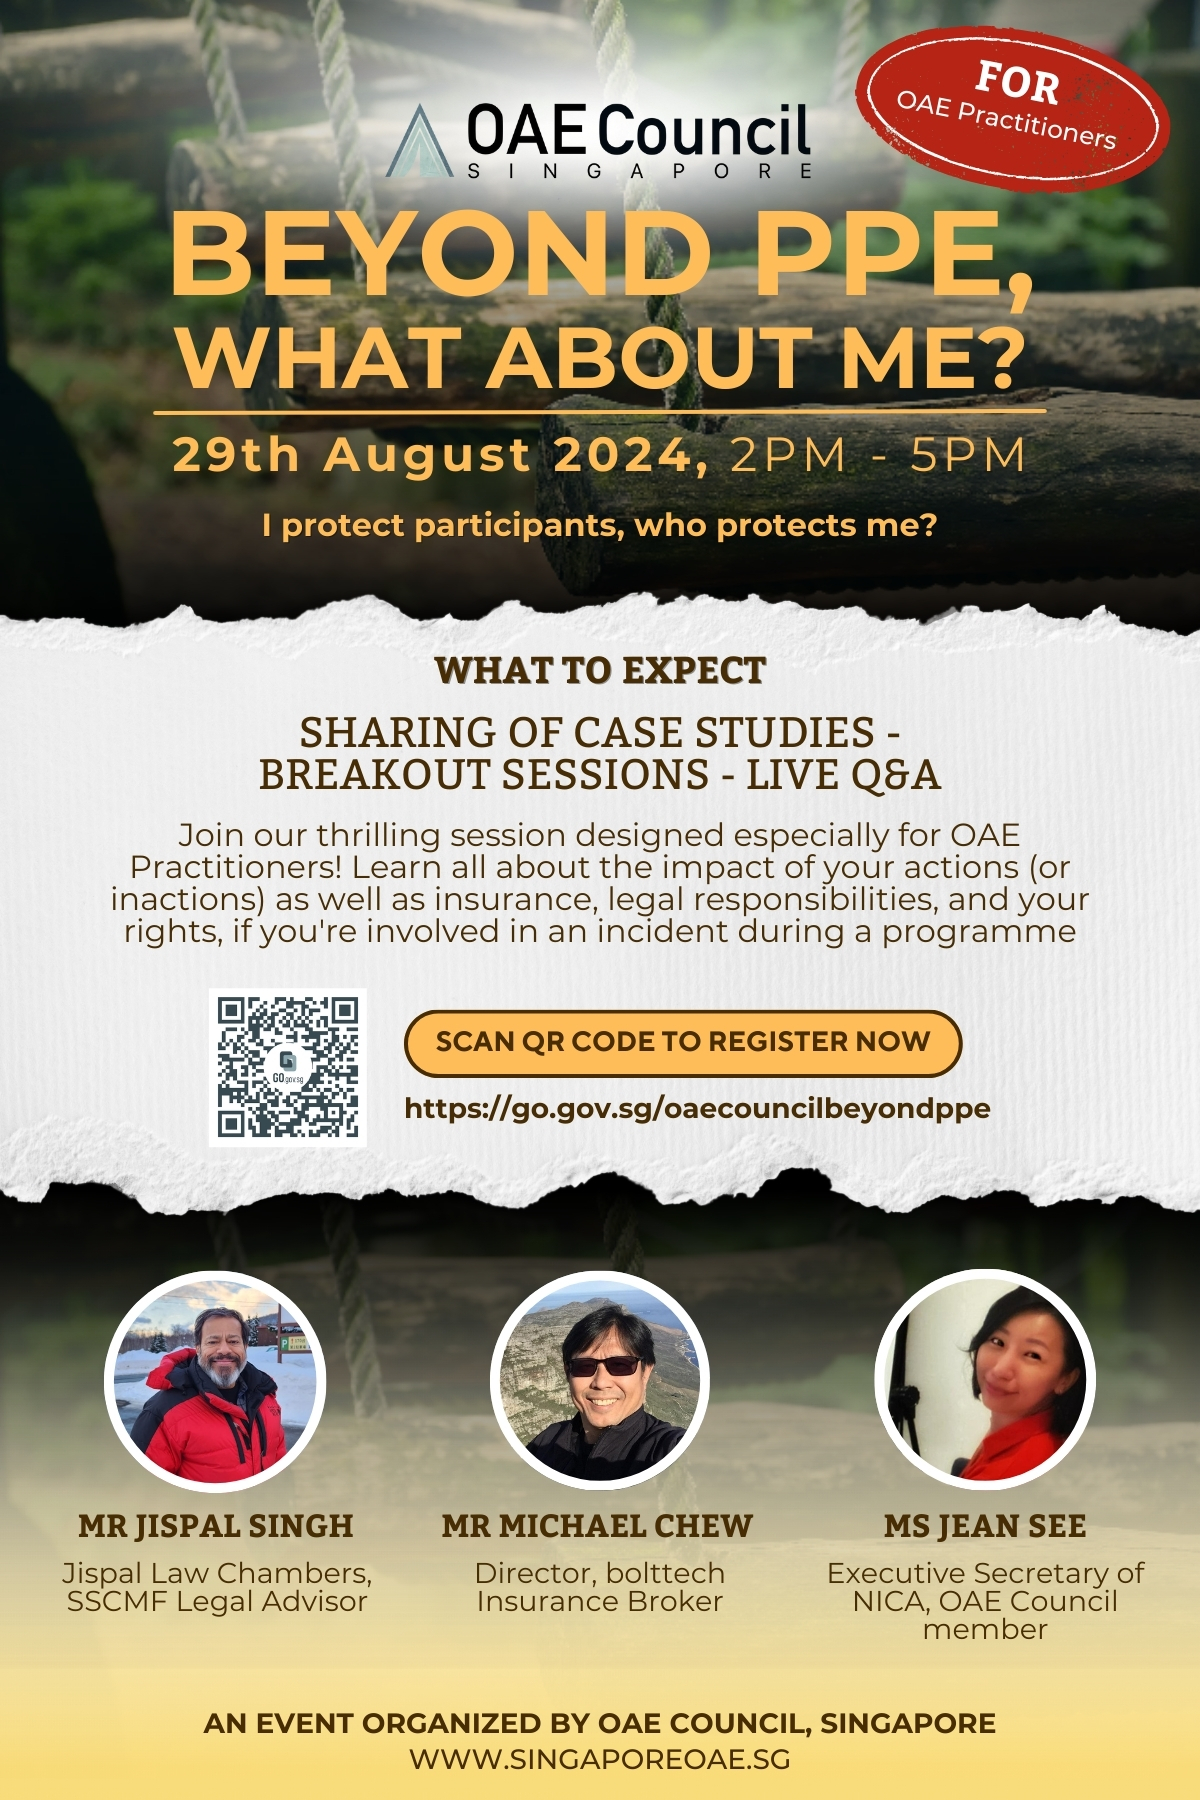 FOR
OAE Practitioners
OAE Council
SINGAPORE
BEYOND PPE,
WHAT ABOUT ME?
29th August 2024, 2PM - 5PM
I protect participants, who protects me?
WHAT TO EXPECT
SHARING OF CASE STUDIES -
BREAKOUT SESSIONS - LIVE Q&A
Join our thrilling session designed especially for OAE
Practitioners! Learn all about the impact of your actions (or
inactions) as well as insurance, legal responsibilities, and your
rights, if you're involved in an incident during a programme
GO.gov.sg
SCAN QR CODE TO REGISTER NOW
https://go.gov.sg/oaecouncilbeyondppe
MR JISPAL SINGH
Jispal Law Chambers,
SSCMF Legal Advisor
MR MICHAEL CHEW
Director, bolttech
Insurance Broker
MS JEAN SEE
Executive Secretary of
NICA, OAE Council
member
AN EVENT ORGANIZED BY OAE COUNCIL, SINGAPORE
WWW.SINGAPOREOAE.SG